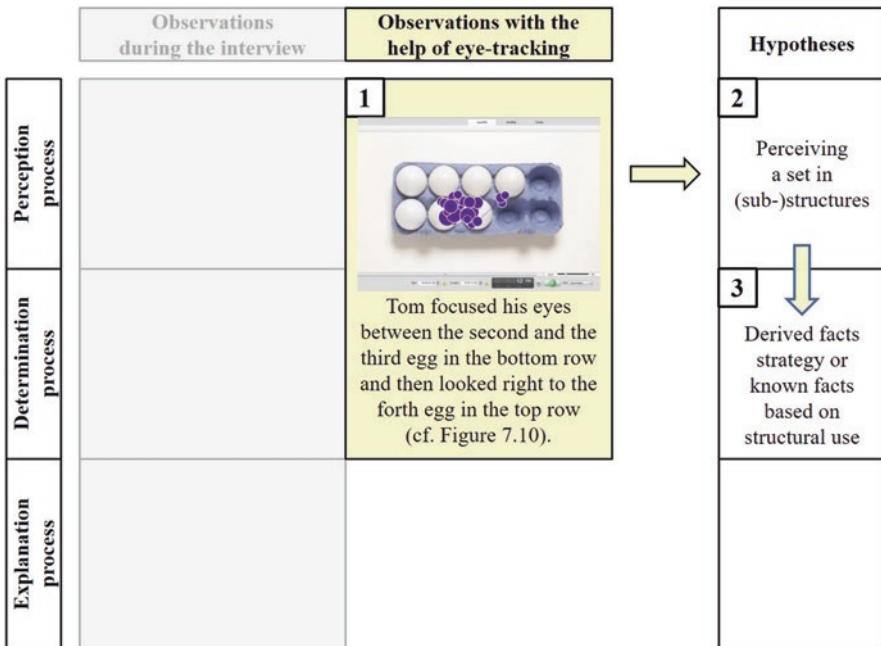 Observations
during the interview
Observations with the
help of eye-tracking
Hypotheses
Perception
process
1
2
Perceiving
a set in
(sub-)structures
Determination
process
Tom focused his eyes
between the second and the
third egg in the bottom row
and then looked right to the
forth egg in the top row
(cf. Figure 7.10).
3
Derived facts
strategy or
known facts
based on
structural use
Explanation
process